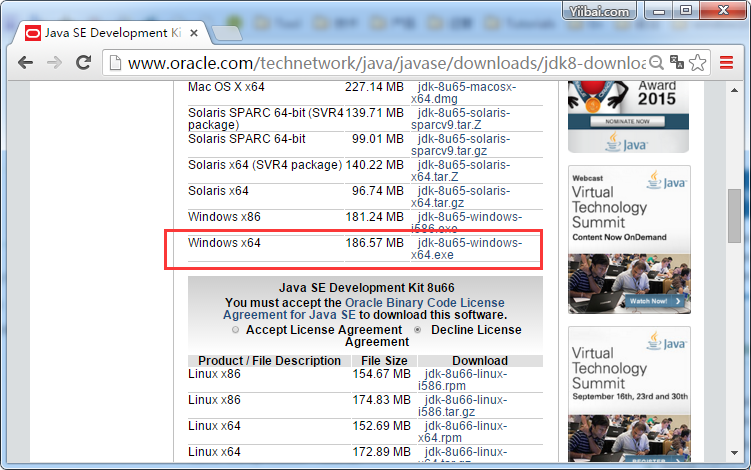 Yiibai.com
Java SE Development Ki
www.oracle.com/technetwork/java/javase/downloads/jdk8-downloa
Mac OS X x64 227.14 MB jdk-8u65-macosx-
x64.dmg
Solaris SPARC 64-bit (SVR4 139.71 MB jdk-8u65-solaris-
package) sparcv9.tar.Z
Solaris SPARC 64-bit 99.01 MB jdk-8u65-solaris-
sparcv9.tar.gz
Solaris x64 (SVR4 package) 140.22 MB jdk-8u65-solaris-
x64.tar.Z
Solaris x64 96.74 MB jdk-8u65-solaris-
x64.tar.gz
Windows x86 181.24 MB jdk-8u65-windows-
i586.exe
Windows x64 186.57 MB jdk-8u65-windows-
x64.exe
Java SE Development Kit 8u66
You must accept the Oracle Binary Code License
Agreement for Java SE to download this software.
Accept License Agreement Decline License
Agreement
Product / File Description File Size Download
Linux x86 154.67 MB jdk-8u66-linux-
i586.rpm
Linux x86 174.83 MB jdk-8u66-linux-
i586.tar.gz
Linux x64 152.69 MB jdk-8u66-linux-
x64.rpm
Linux x64 172.89 MB jdk-8u66-linux-
x64.tar.gz
Award
2015
NOMINATE NOW
Java
Webcast
Java
Virtual
Technology
Summit
Content Now OnDemand
Watch Now!
Java
Virtual
Technology
Summit
September 16th, 23rd and 30th
REGISTER